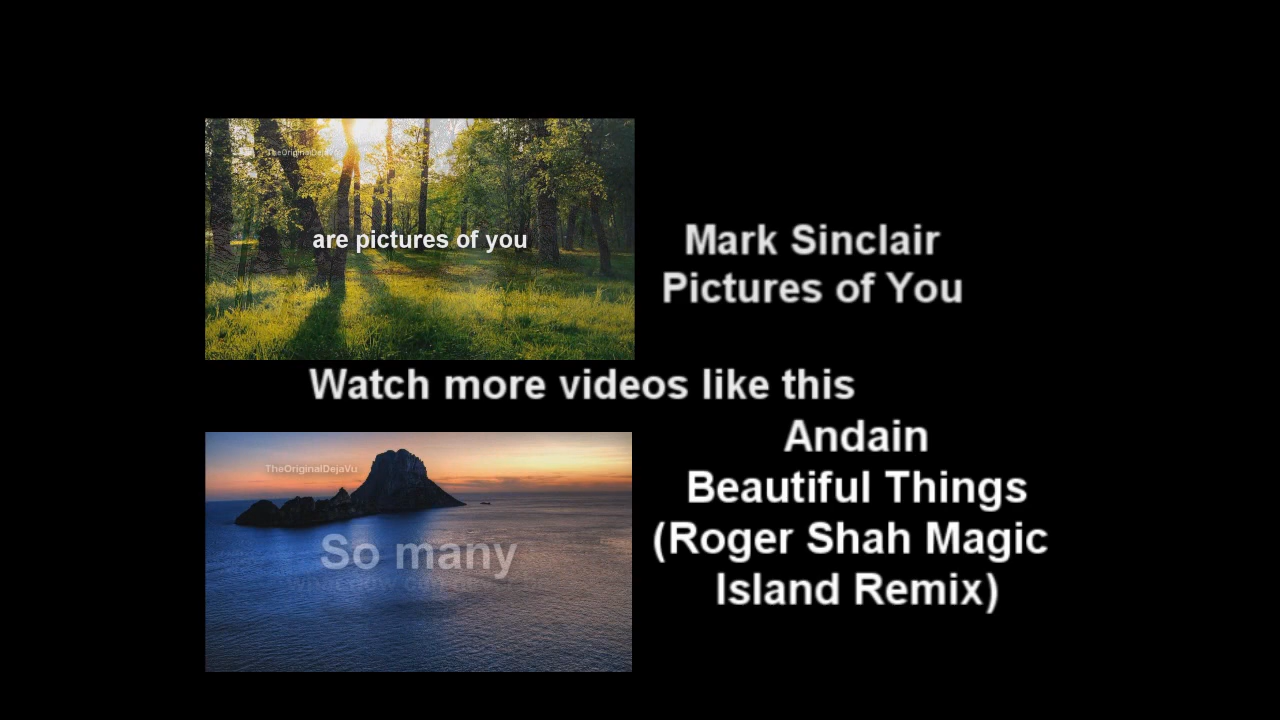 TheOriginalDejaVu
are pictures of you
Mark Sinclair
Pictures of You
Watch more videos like this
Andain
Beautiful Things
(Roger Shah Magic
Island Remix)
TheOriginalDejaVu
So many